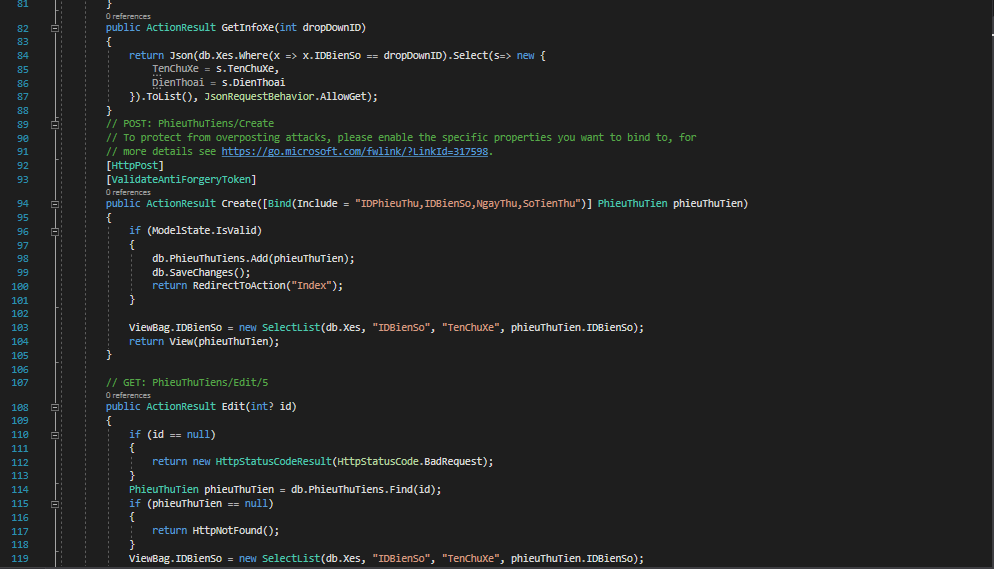 81 }
0 references
82 public ActionResult GetInfoXe(int dropDownID)
83 {
84 return Json(db.Xes.Where(x => x.IDBienSo == dropDownID).Select(s=> new {
85 TenChuXe = s.TenChuXe,
86 DienThoai = s.DienThoai
87 }).ToList(), JsonRequestBehavior.AllowGet);
88 }
89 // POST: PhieuThuTiens/Create
90 // To protect from overposting attacks, please enable the specific properties you want to bind to, for
91 // more details see https://go.microsoft.com/fwlink/?LinkId=317598.
92 [HttpPost]
93 [ValidateAntiForgeryToken]
0 references
94 public ActionResult Create([Bind(Include = "IDPhieuThu,IDBienSo,NgayThu,SoTienThu")] PhieuThuTien phieuThuTien)
95 {
96 if (ModelState.IsValid)
97 {
98 db.PhieuThuTiens.Add(phieuThuTien);
99 db.SaveChanges();
100 return RedirectToAction("Index");
101 }
102
103 ViewBag.IDBienSo = new SelectList(db.Xes, "IDBienSo", "TenChuXe", phieuThuTien.IDBienSo);
104 return View(phieuThuTien);
105 }
106
107 // GET: PhieuThuTiens/Edit/5
0 references
108 public ActionResult Edit(int? id)
109 {
110 if (id == null)
111 {
112 return new HttpStatusCodeResult(HttpStatusCode.BadRequest);
113 }
114 PhieuThuTien phieuThuTien = db.PhieuThuTiens.Find(id);
115 if (phieuThuTien == null)
116 {
117 return HttpNotFound();
118 }
119 ViewBag.IDBienSo = new SelectList(db.Xes, "IDBienSo", "TenChuXe", phieuThuTien.IDBienSo);